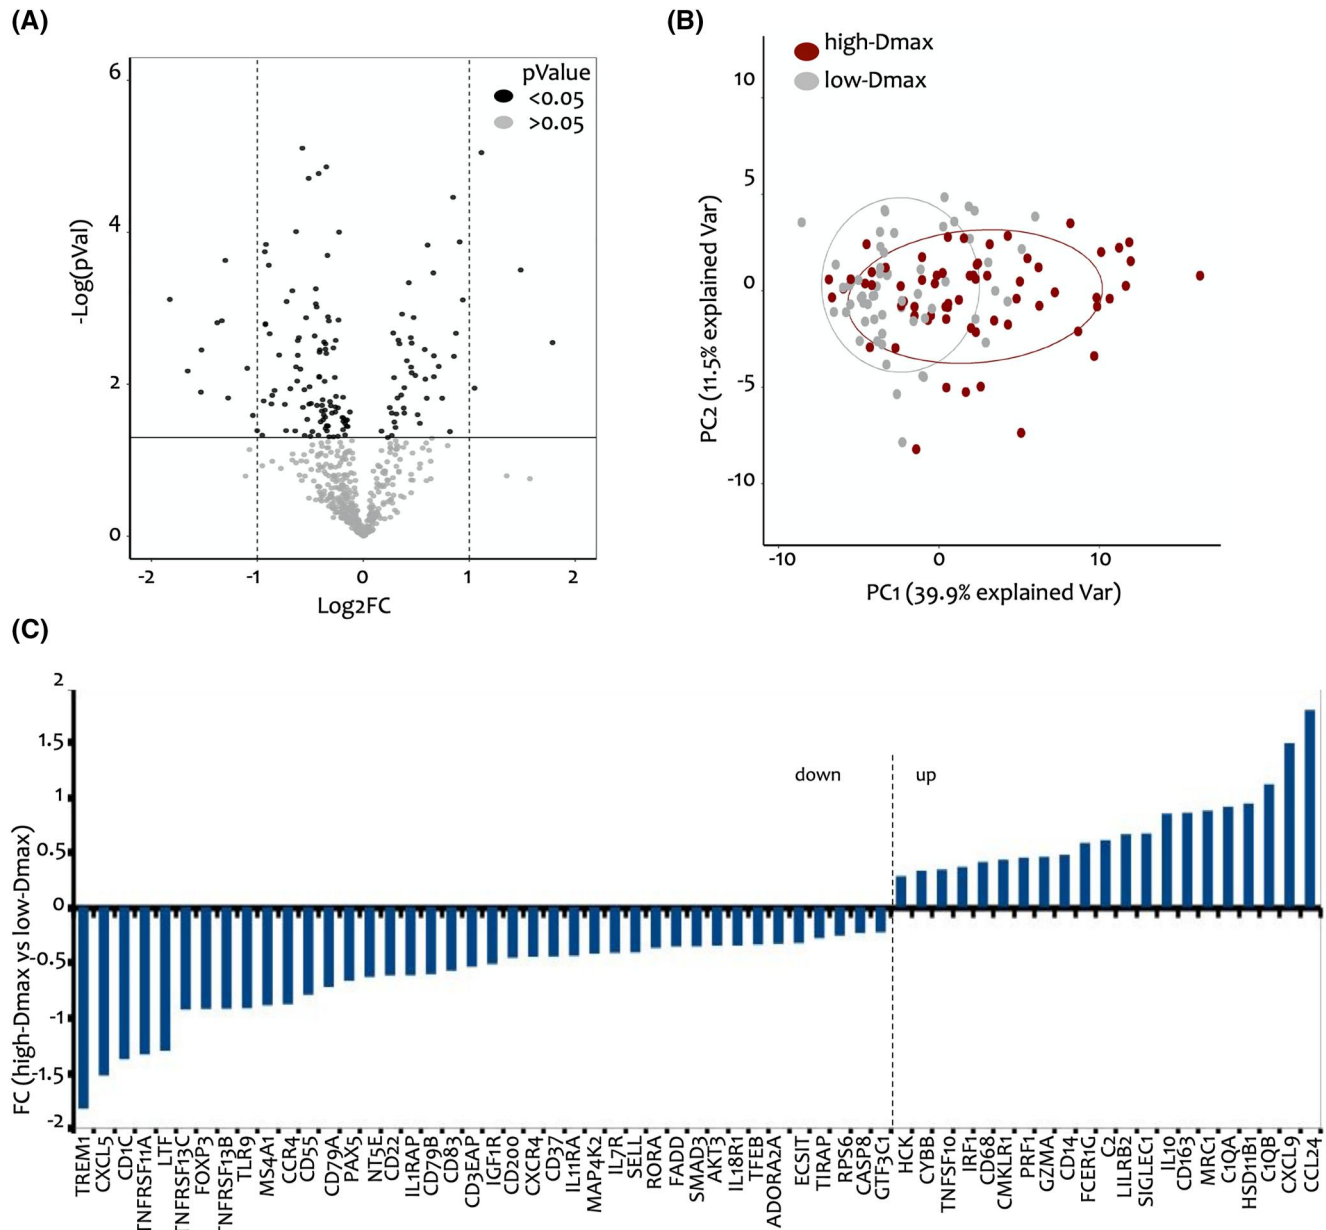 (A)
6
4
2
0
-Log(pVal)
pValue
<0.05
>0.05
-2
-1
0
1
2
Log2FC
(B)
high-Dmax
low-Dmax
10
5
0
-5
-10
PC2 (11.5% explained Var)
-10
0
10
PC1 (39.9% explained Var)
(C)
2
1.5
1
0.5
0
-0.5
-1
-1.5
-2
FC (high-Dmax vs low-Dmax)
down
up
TREM1
CXCL5
CD1C
TNFRSF11A
LTF
TNFRSF13C
FOXP3
TNFRSF13B
TLR9
MS4A1
CCR4
CD55
CD79A
PAX5
NT5E
CD22
IL1RAP
CD79B
CD83
CD3EAP
IGF1R
CD200
CXCR4
CD37
IL11RA
MAP4K2
IL7R
SELL
RORA
FADD
SMAD3
AKT3
IL18R1
TFEB
ADORA2A
ECSIT
TIRAP
RPS6
CASP8
GTF3C1
HCK
CYBB
TNFSF10
IRF1
CD68
CMKLR1
PRF1
GZMA
CD14
FCER1G
C2
LILRB2
SIGLEC1
IL10
CD163
MRC1
C1QA
HSD11B1
C1QB
CXCL9
CCL24